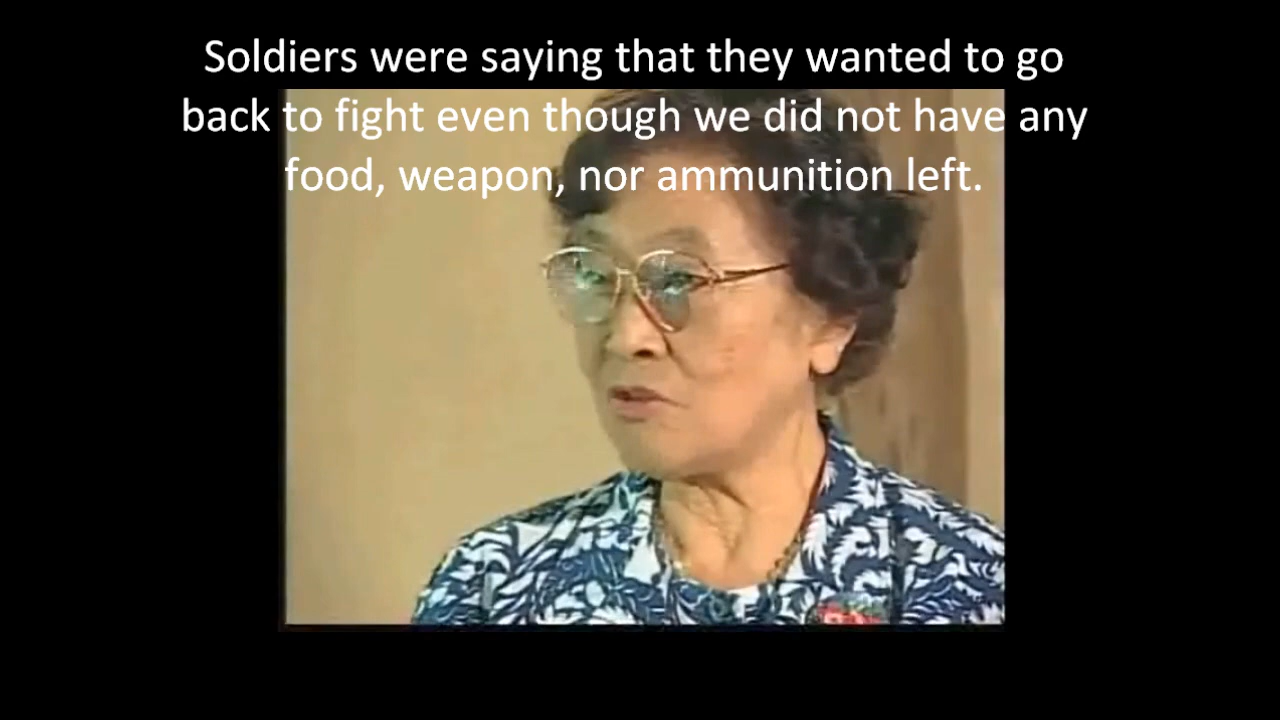 Soldiers were saying that they wanted to go
back to fight even though we did not have any
food, weapon, nor ammunition left.